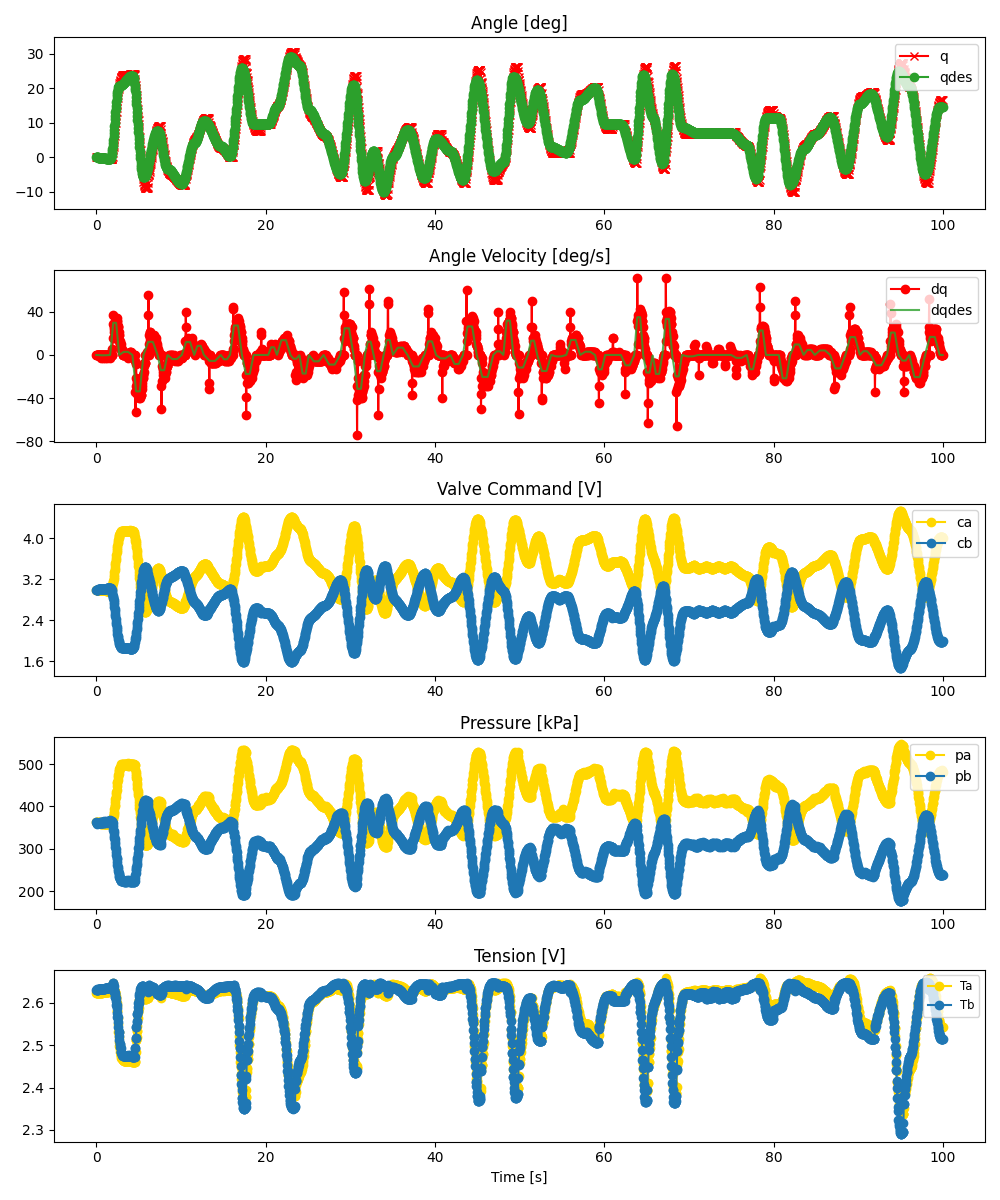 Angle [deg]
30
20
10
0
−10
q
qdes
0 20 40 60 80 100
Angle Velocity [deg/s]
40
0
−40
−80
dq
dqdes
0 20 40 60 80 100
Valve Command [V]
4.0
3.2
2.4
1.6
ca
cb
0 20 40 60 80 100
Pressure [kPa]
500
400
300
200
pa
pb
0 20 40 60 80 100
Tension [V]
2.6
2.5
2.4
2.3
Ta
Tb
0 20 40 60 80 100
Time [s]